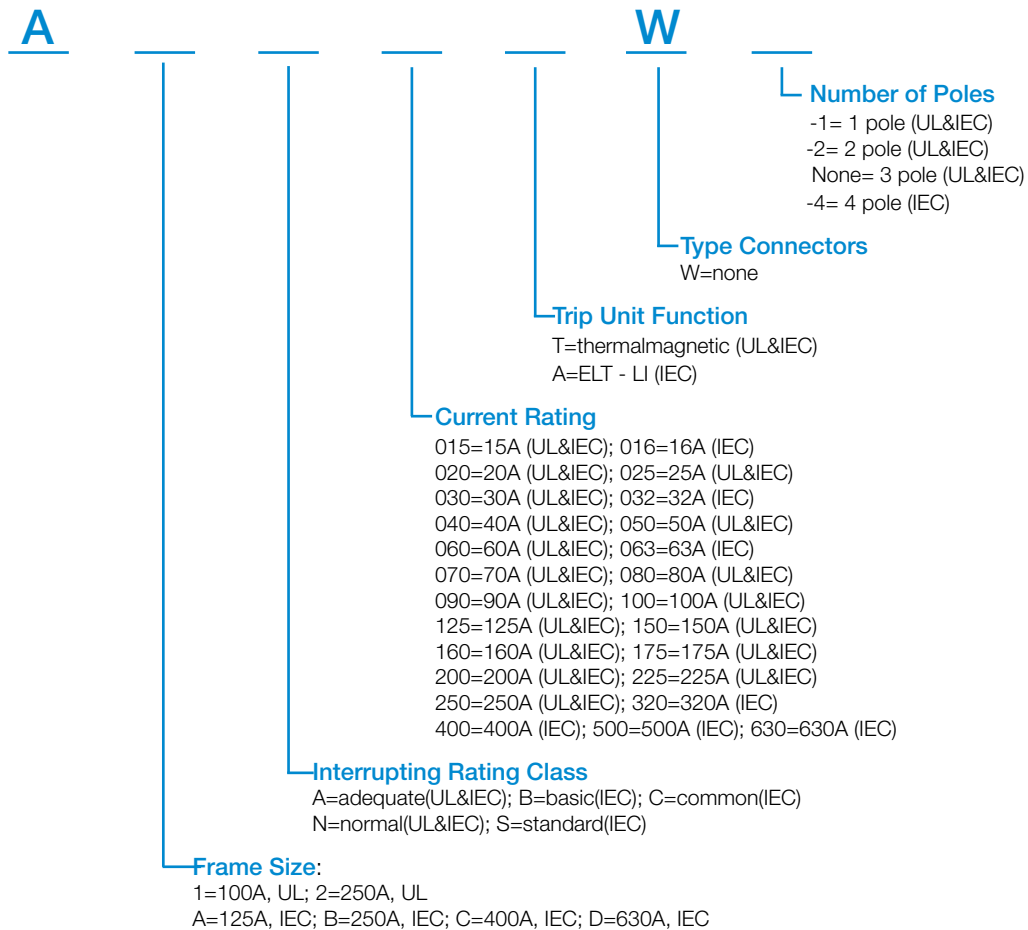 A W
Number of Poles
-1= 1 pole (UL&IEC)
-2= 2 pole (UL&IEC)
None= 3 pole (UL&IEC)
-4= 4 pole (IEC)
Type Connectors
W=none
Trip Unit Function
T=thermalmagnetic (UL&IEC)
A=ELT - LI (IEC)
Current Rating
015=15A (UL&IEC); 016=16A (IEC)
020=20A (UL&IEC); 025=25A (UL&IEC)
030=30A (UL&IEC); 032=32A (IEC)
040=40A (UL&IEC); 050=50A (UL&IEC)
060=60A (UL&IEC); 063=63A (IEC)
070=70A (UL&IEC); 080=80A (UL&IEC)
090=90A (UL&IEC); 100=100A (UL&IEC)
125=125A (UL&IEC); 150=150A (UL&IEC)
160=160A (UL&IEC); 175=175A (UL&IEC)
200=200A (UL&IEC); 225=225A (UL&IEC)
250=250A (UL&IEC); 320=320A (IEC)
400=400A (IEC); 500=500A (IEC); 630=630A (IEC)
Interrupting Rating Class
A=adequate(UL&IEC); B=basic(IEC); C=common(IEC)
N=normal(UL&IEC); S=standard(IEC)
Frame Size:
1=100A, UL; 2=250A, UL
A=125A, IEC; B=250A, IEC; C=400A, IEC; D=630A, IEC